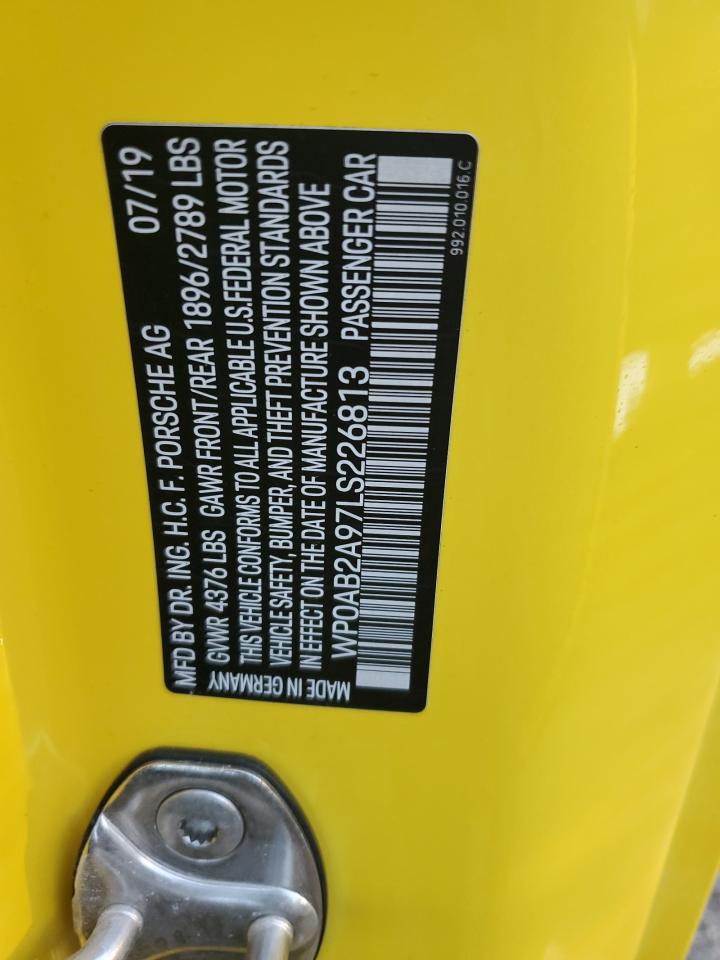 MFD BY DR. ING. H.C. F. PORSCHE AG 07/19
GVWR 4376 LBS GAWR FRONT/REAR 1896/2789 LBS
THIS VEHICLE CONFORMS TO ALL APPLICABLE U.S.FEDERAL MOTOR
VEHICLE SAFETY, BUMPER, AND THEFT PREVENTION STANDARDS
IN EFFECT ON THE DATE OF MANUFACTURE SHOWN ABOVE
WP0AB2A97LS226813 PASSENGER CAR
MADE IN GERMANY
992.010.016.C